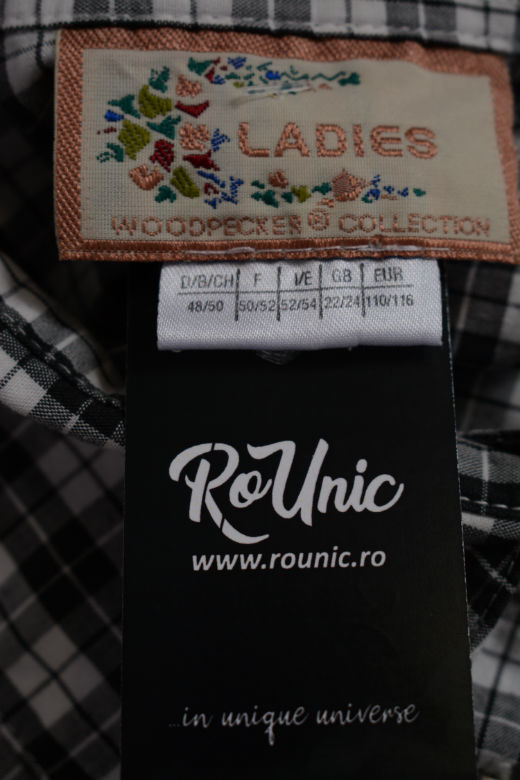 LADIES
WOODPECKER® COLLECTION
D/B/CH F I/E GB EUR
48/50 50/52 52/54 22/24 110/116
RoUnic
www.rounic.ro
...in unique universe